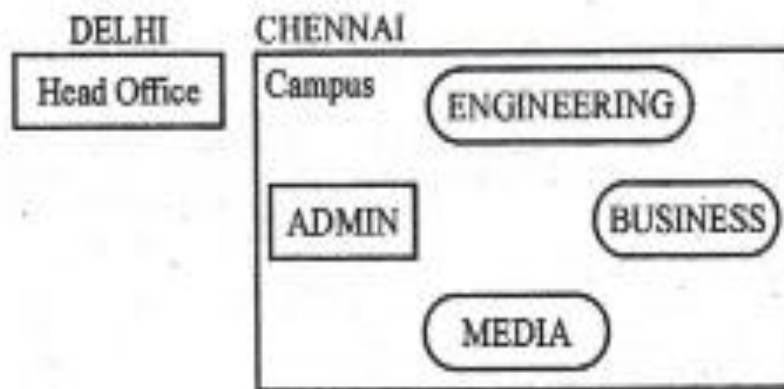 DELHI
CHENNAI
Head Office
Campus
ENGINEERING
ADMIN
BUSINESS
MEDIA